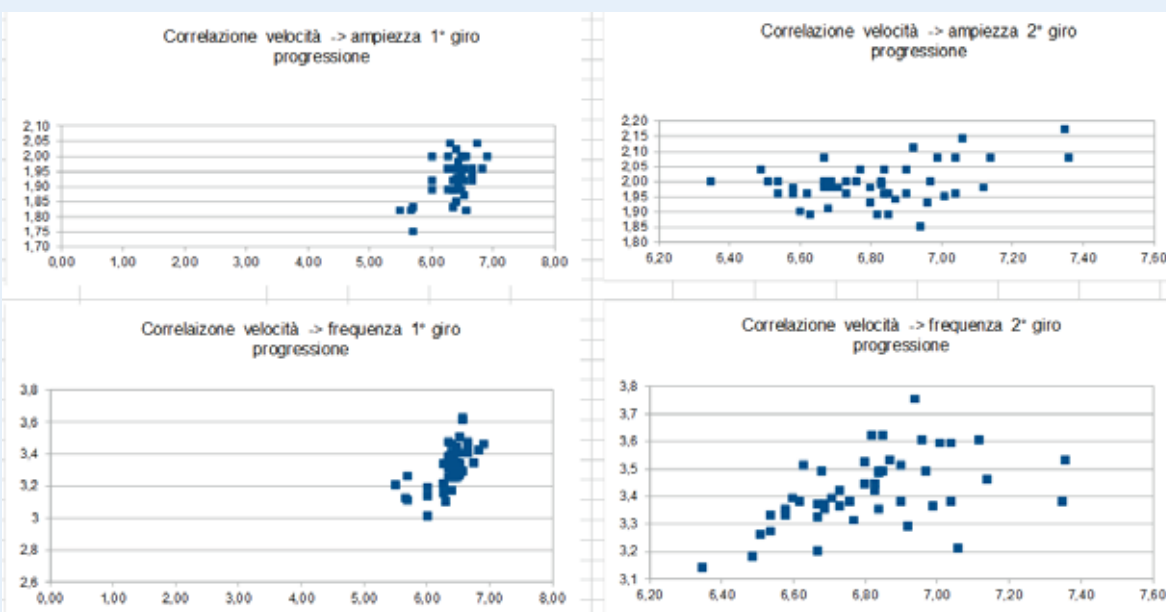 Correlazione velocità -> ampiezza 1° giro
progressione
2,10
2,05
2,00
1,95
1,90
1,85
1,80
1,75
1,70
0,00 1,00 2,00 3,00 4,00 5,00 6,00 7,00 8,00
Correlazione velocità -> ampiezza 2° giro
progressione
2,20
2,15
2,10
2,05
2,00
1,95
1,90
1,85
1,80
6,20 6,40 6,60 6,80 7,00 7,20 7,40 7,60
Correlaizone velocità -> frequenza 1° giro
progressione
3,8
3,6
3,4
3,2
3
2,8
2,6
0,00 1,00 2,00 3,00 4,00 5,00 6,00 7,00 8,00
Correlazione velocità -> frequenza 2° giro
progressione
3,8
3,7
3,6
3,5
3,4
3,3
3,2
3,1
6,20 6,40 6,60 6,80 7,00 7,20 7,40 7,60